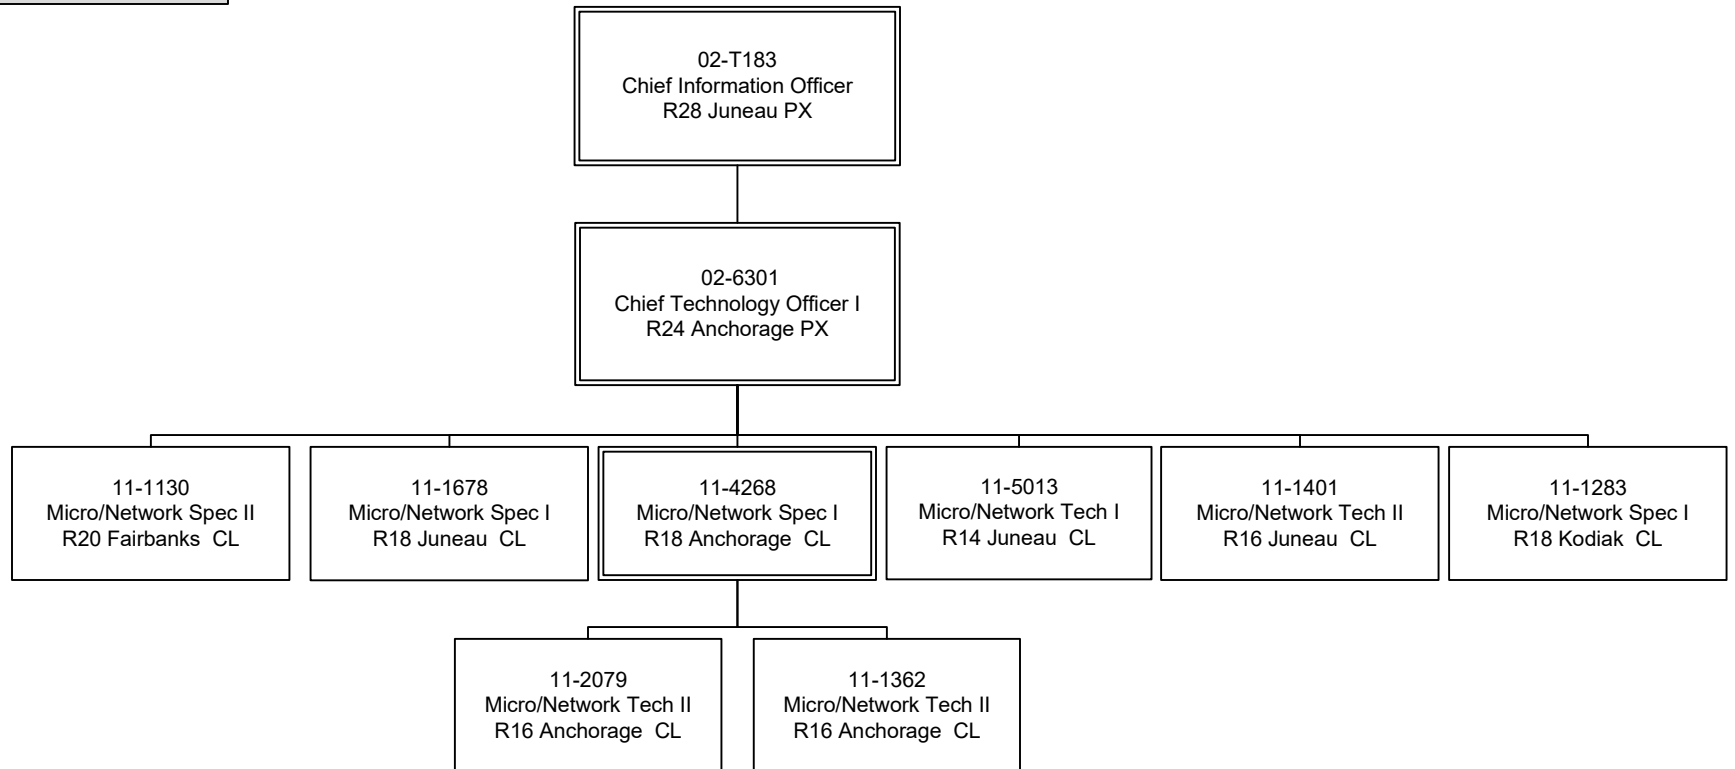 02-T183
Chief Information Officer
R28 Juneau PX
02-6301
Chief Technology Officer I
R24 Anchorage PX
11-1130
Micro/Network Spec II
R20 Fairbanks  CL
11-1678
Micro/Network Spec I
R18 Juneau  CL
11-4268
Micro/Network Spec I
R18 Anchorage  CL
11-5013
Micro/Network Tech I
R14 Juneau  CL
11-1401
Micro/Network Tech II
R16 Juneau  CL
11-1283
Micro/Network Spec I
R18 Kodiak  CL
11-2079
Micro/Network Tech II
R16 Anchorage  CL
11-1362
Micro/Network Tech II
R16 Anchorage  CL